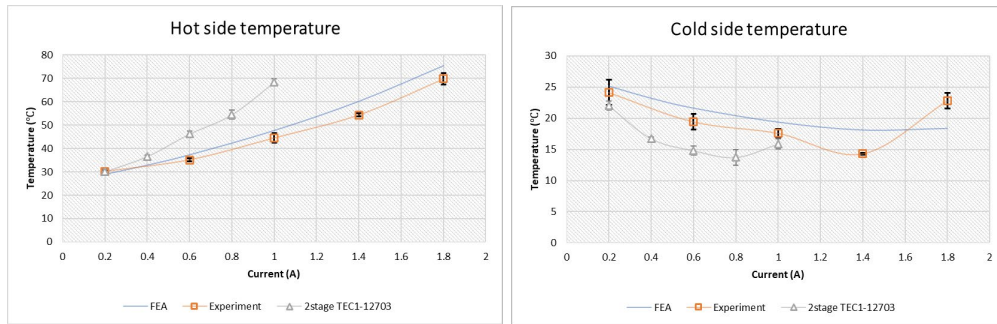 Hot side temperature
Temperature (°C)
80
70
60
50
40
30
20
10
0
0 0.2 0.4 0.6 0.8 1 1.2 1.4 1.6 1.8 2
Current (A)
FEA Experiment 2stage TEC1-12703
Cold side temperature
Temperature (°C)
30
25
20
15
10
5
0
0 0.2 0.4 0.6 0.8 1 1.2 1.4 1.6 1.8 2
Current (A)
FEA Experiment 2stage TEC1-12703